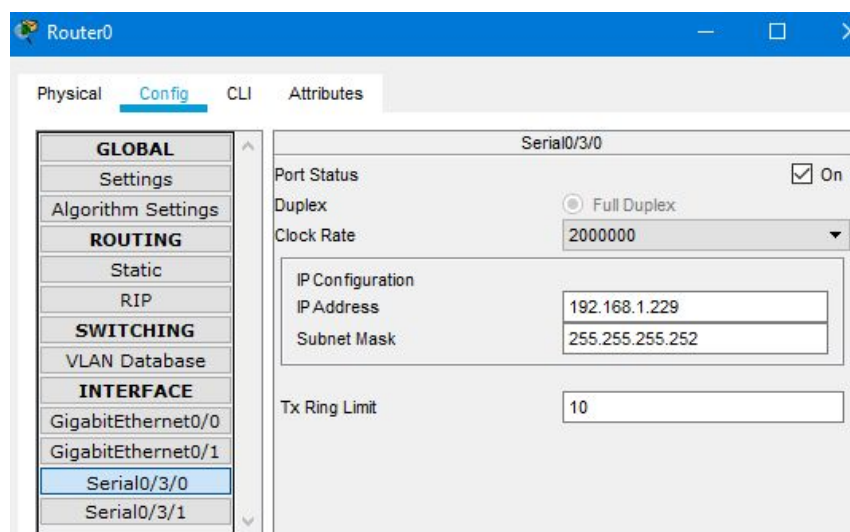 Router0
Physical Config CLI Attributes
GLOBAL
Settings
Algorithm Settings
ROUTING
Static
RIP
SWITCHING
VLAN Database
INTERFACE
GigabitEthernet0/0
GigabitEthernet0/1
Serial0/3/0
Serial0/3/1
Serial0/3/0
Port Status On
Duplex Full Duplex
Clock Rate 2000000
IP Configuration
IP Address 192.168.1.229
Subnet Mask 255.255.255.252
Tx Ring Limit 10